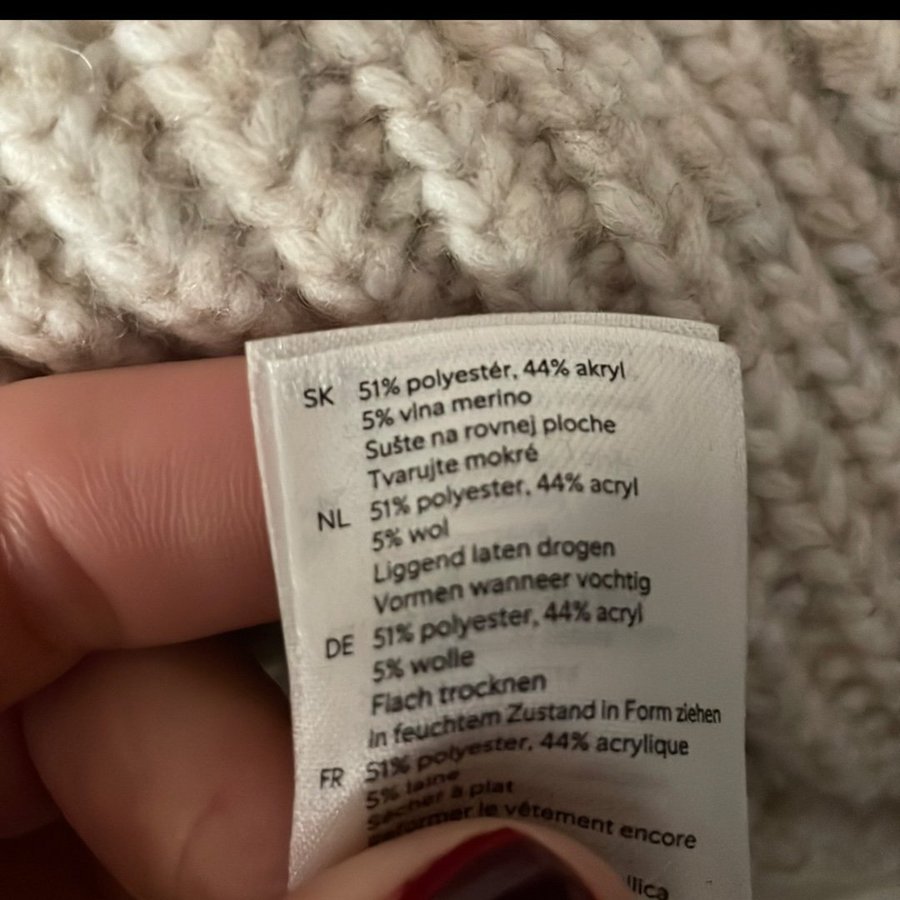 SK 51% polyestér, 44% akryl
5% vlna merino
Sušte na rovnej ploche
Tvarujte mokré
NL 51% polyester, 44% acryl
5% wol
Liggend laten drogen
Vormen wanneer vochtig
DE 51% polyester, 44% acryl
5% wolle
Flach trocknen
In feuchtem Zustand in Form ziehen
FR 51% polyester, 44% acrylique
5% laine
Sécher à plat
Reformer le vêtement encore